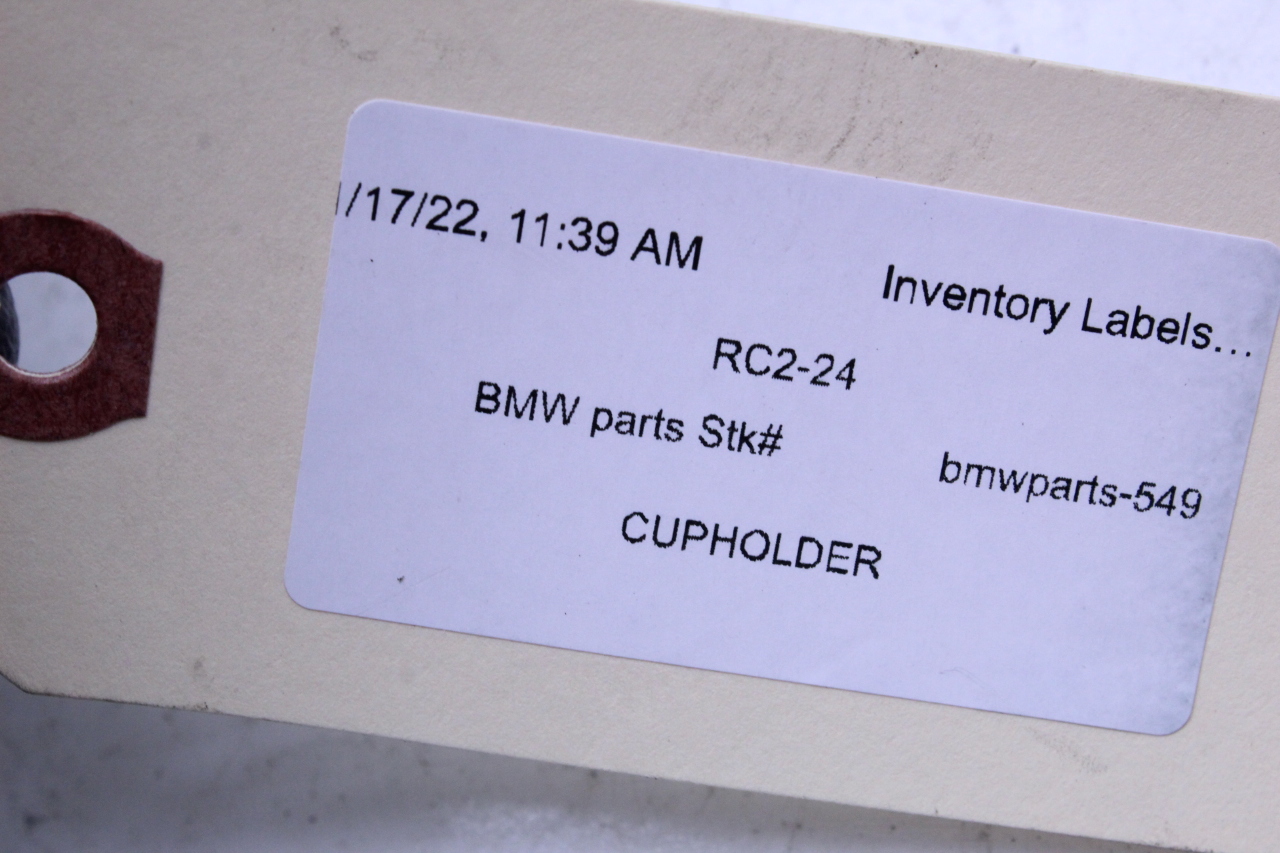 /17/22, 11:39 AM
Inventory Labels...
RC2-24
BMW parts Stk# bmwparts-549
CUPHOLDER